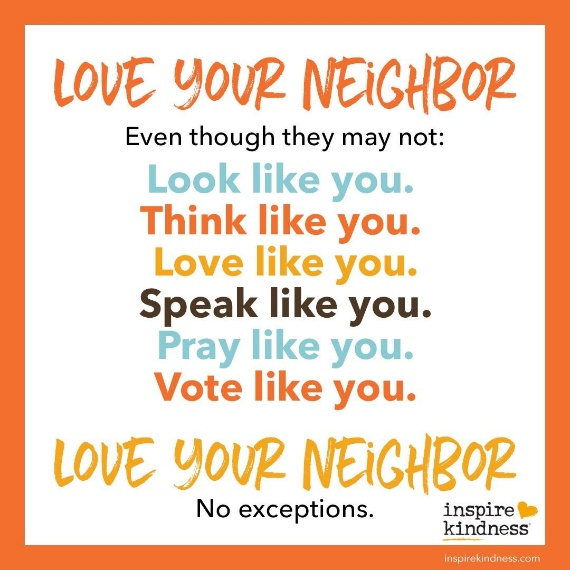 LOVE YOUR NEiGHBOR
Even though they may not:
Look like you.
Think like you.
Love like you.
Speak like you.
Pray like you.
Vote like you.
LOVE YOUR NEiGHBOR
No exceptions.
inspire
kindness
inspirekindness.com